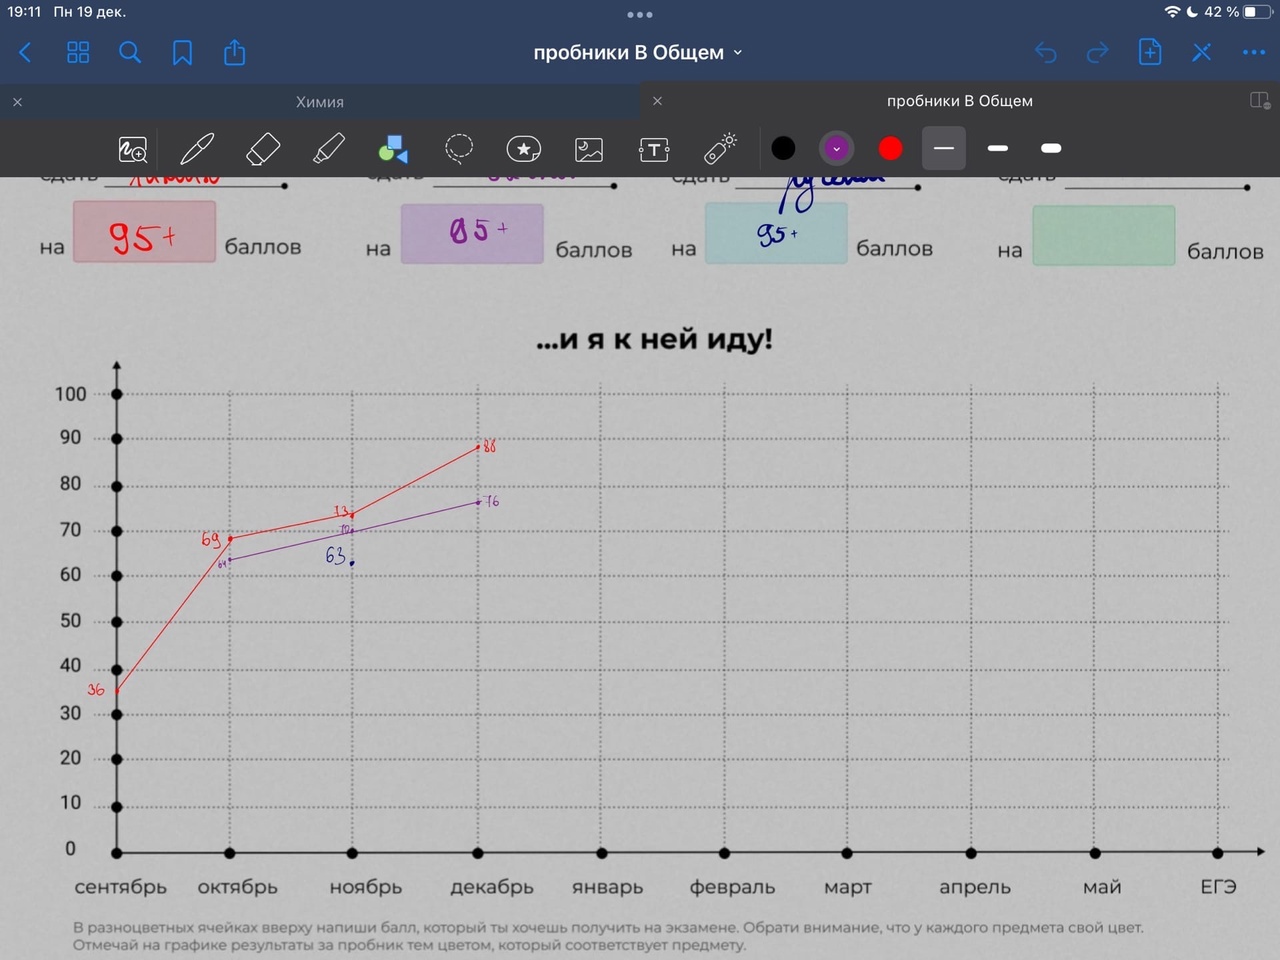 19:11 Пн 19 дек.
42 %
пробники В Общем
Химия
пробники В Общем
сдать сдать сдать сдать
на 95+ баллов на 85+ баллов на 95+ баллов на баллов
...и я к ней иду!
100
90
88
80
76
73
70
70
69
64
63
60
50
40
36
30
20
10
0
сентябрь октябрь ноябрь декабрь январь февраль март апрель май ЕГЭ
В разноцветных ячейках вверху напиши балл, который ты хочешь получить на экзамене. Обрати внимание, что у каждого предмета свой цвет.
Отмечай на графике результаты за пробник тем цветом, который соответствует предмету.